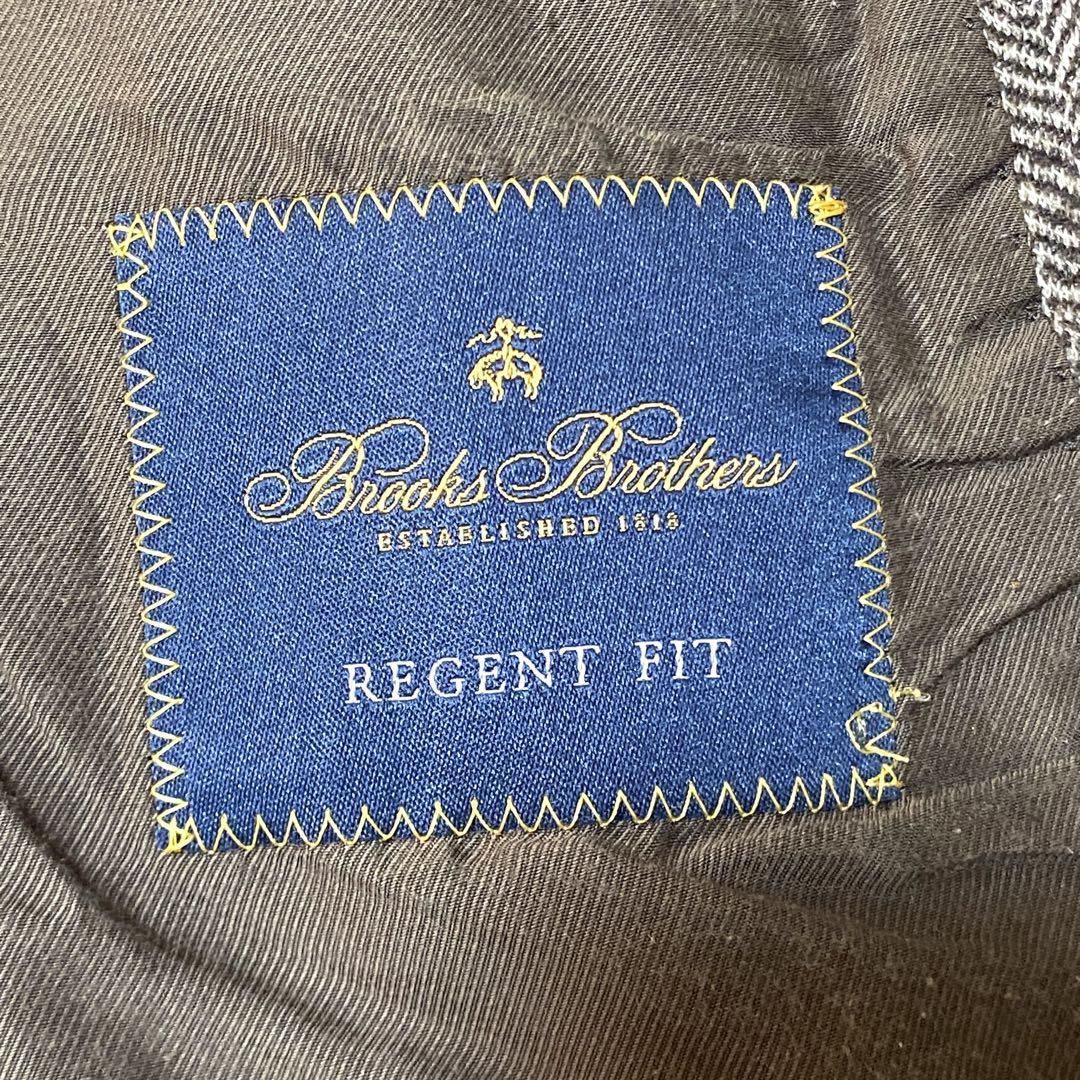 Brooks Brothers
ESTABLISHED 1818
REGENT FIT